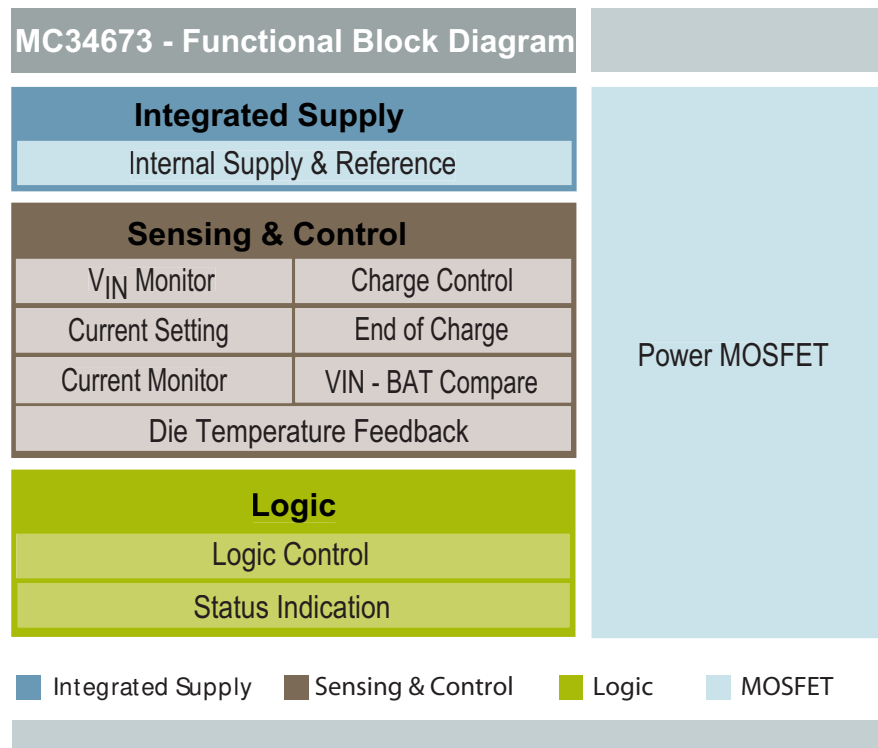 MC34673 - Functional Block Diagram
Integrated Supply
Internal Supply & Reference
Sensing & Control
VIN Monitor
Charge Control
Current Setting
End of Charge
Current Monitor
VIN - BAT Compare
Die Temperature Feedback
Logic
Logic Control
Status Indication
Power MOSFET
Integrated Supply
Sensing & Control
Logic
MOSFET